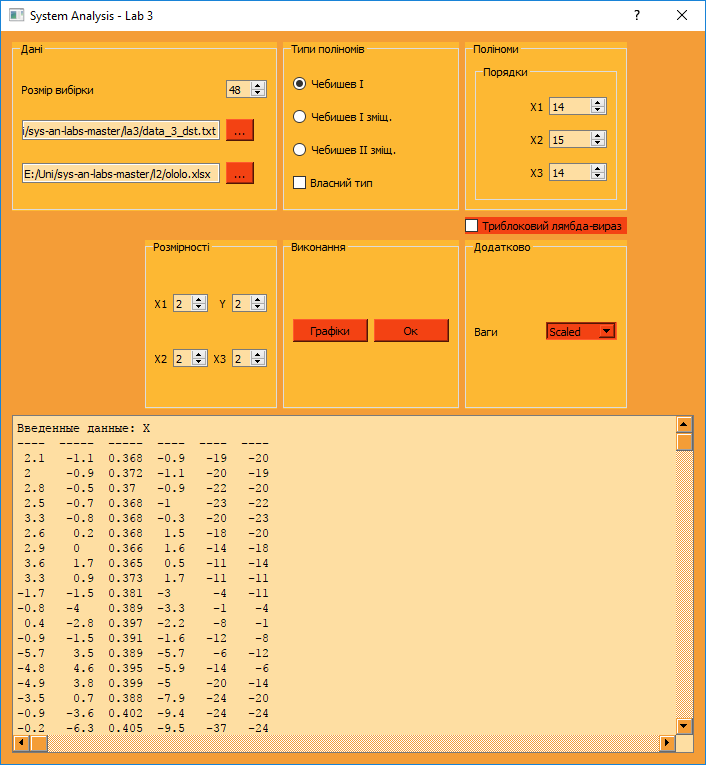 System Analysis - Lab 3
Дані
Типи поліномів
Поліноми
Розмір вибірки
48
i/sys-an-labs-master/la3/data_3_dst.txt
...
E:/Uni/sys-an-labs-master/l2/ololo.xlsx
...
Чебишев I
Чебишев I зміщ.
Чебишев II зміщ.
Власний тип
Порядки
X1 14
X2 15
X3 14
Триблоковий лямбда-вираз
Розмірності
X1 2 Y 2
X2 2 X3 2
Виконання
Графіки Ок
Додатково
Ваги Scaled
Введенные данные: X
---- ----- ----- ---- ---- ----
2.1 -1.1 0.368 -0.9 -19 -20
2 -0.9 0.372 -1.1 -20 -19
2.8 -0.5 0.37 -0.9 -22 -20
2.5 -0.7 0.368 -1 -23 -22
3.3 -0.8 0.368 -0.3 -20 -23
2.6 0.2 0.368 1.5 -18 -20
2.9 0 0.366 1.6 -14 -18
3.6 1.7 0.365 0.5 -11 -14
3.3 0.9 0.373 1.7 -11 -11
-1.7 -1.5 0.381 -3 -4 -11
-0.8 -4 0.389 -3.3 -1 -4
0.4 -2.8 0.397 -2.2 -8 -1
-0.9 -1.5 0.391 -1.6 -12 -8
-5.7 3.5 0.389 -5.7 -6 -12
-4.8 4.6 0.395 -5.9 -14 -6
-4.9 3.8 0.399 -5 -20 -14
-3.5 0.7 0.388 -7.9 -24 -20
-0.9 -3.6 0.402 -9.4 -24 -24
-0.2 -6.3 0.405 -9.5 -37 -24